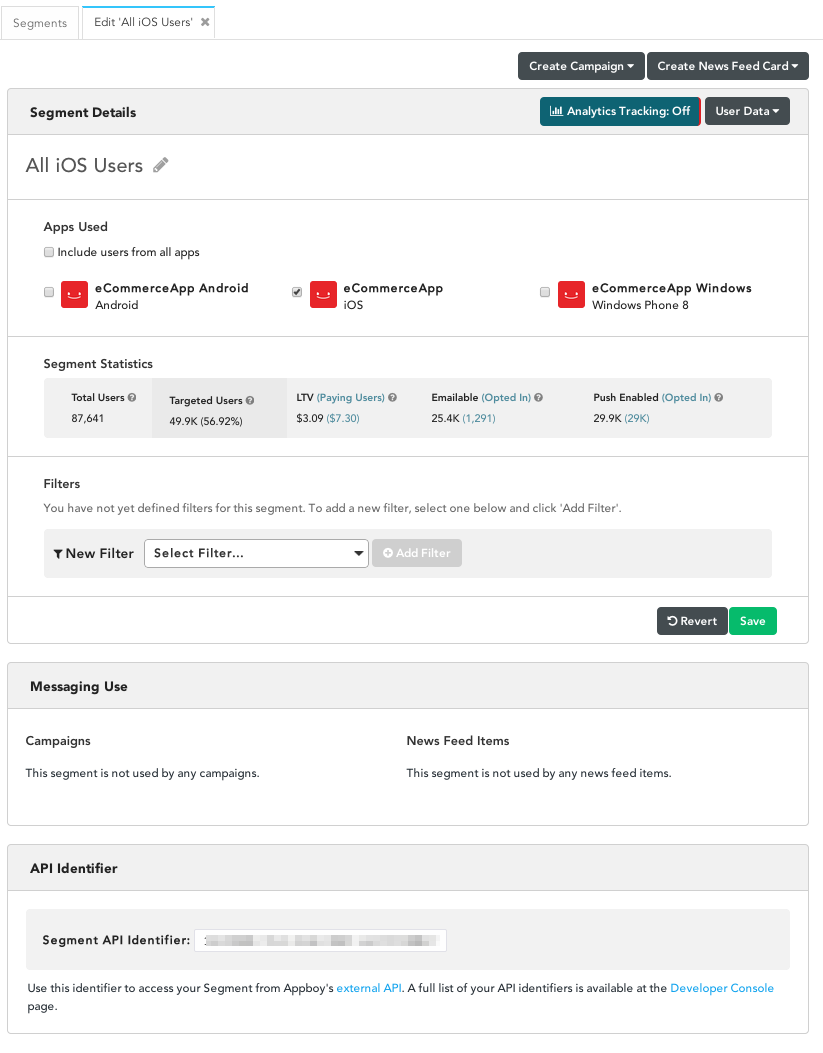 Segments
Edit 'All iOS Users' ✖
Create Campaign
Create News Feed Card
Segment Details
Analytics Tracking: Off
User Data
All iOS Users
Apps Used
Include users from all apps
eCommerceApp Android
Android
eCommerceApp
iOS
eCommerceApp Windows
Windows Phone 8
Segment Statistics
Total Users
87,641
Targeted Users
49.9K (56.92%)
LTV (Paying Users)
$3.09 ($7.30)
Emailable (Opted In)
25.4K (1,291)
Push Enabled (Opted In)
29.9K (29K)
Filters
You have not yet defined filters for this segment. To add a new filter, select one below and click 'Add Filter'.
New Filter
Select Filter...
Add Filter
Revert
Save
Messaging Use
Campaigns
This segment is not used by any campaigns.
News Feed Items
This segment is not used by any news feed items.
API Identifier
Segment API Identifier:
Use this identifier to access your Segment from Appboy's external API. A full list of your API identifiers is available at the Developer Console
page.